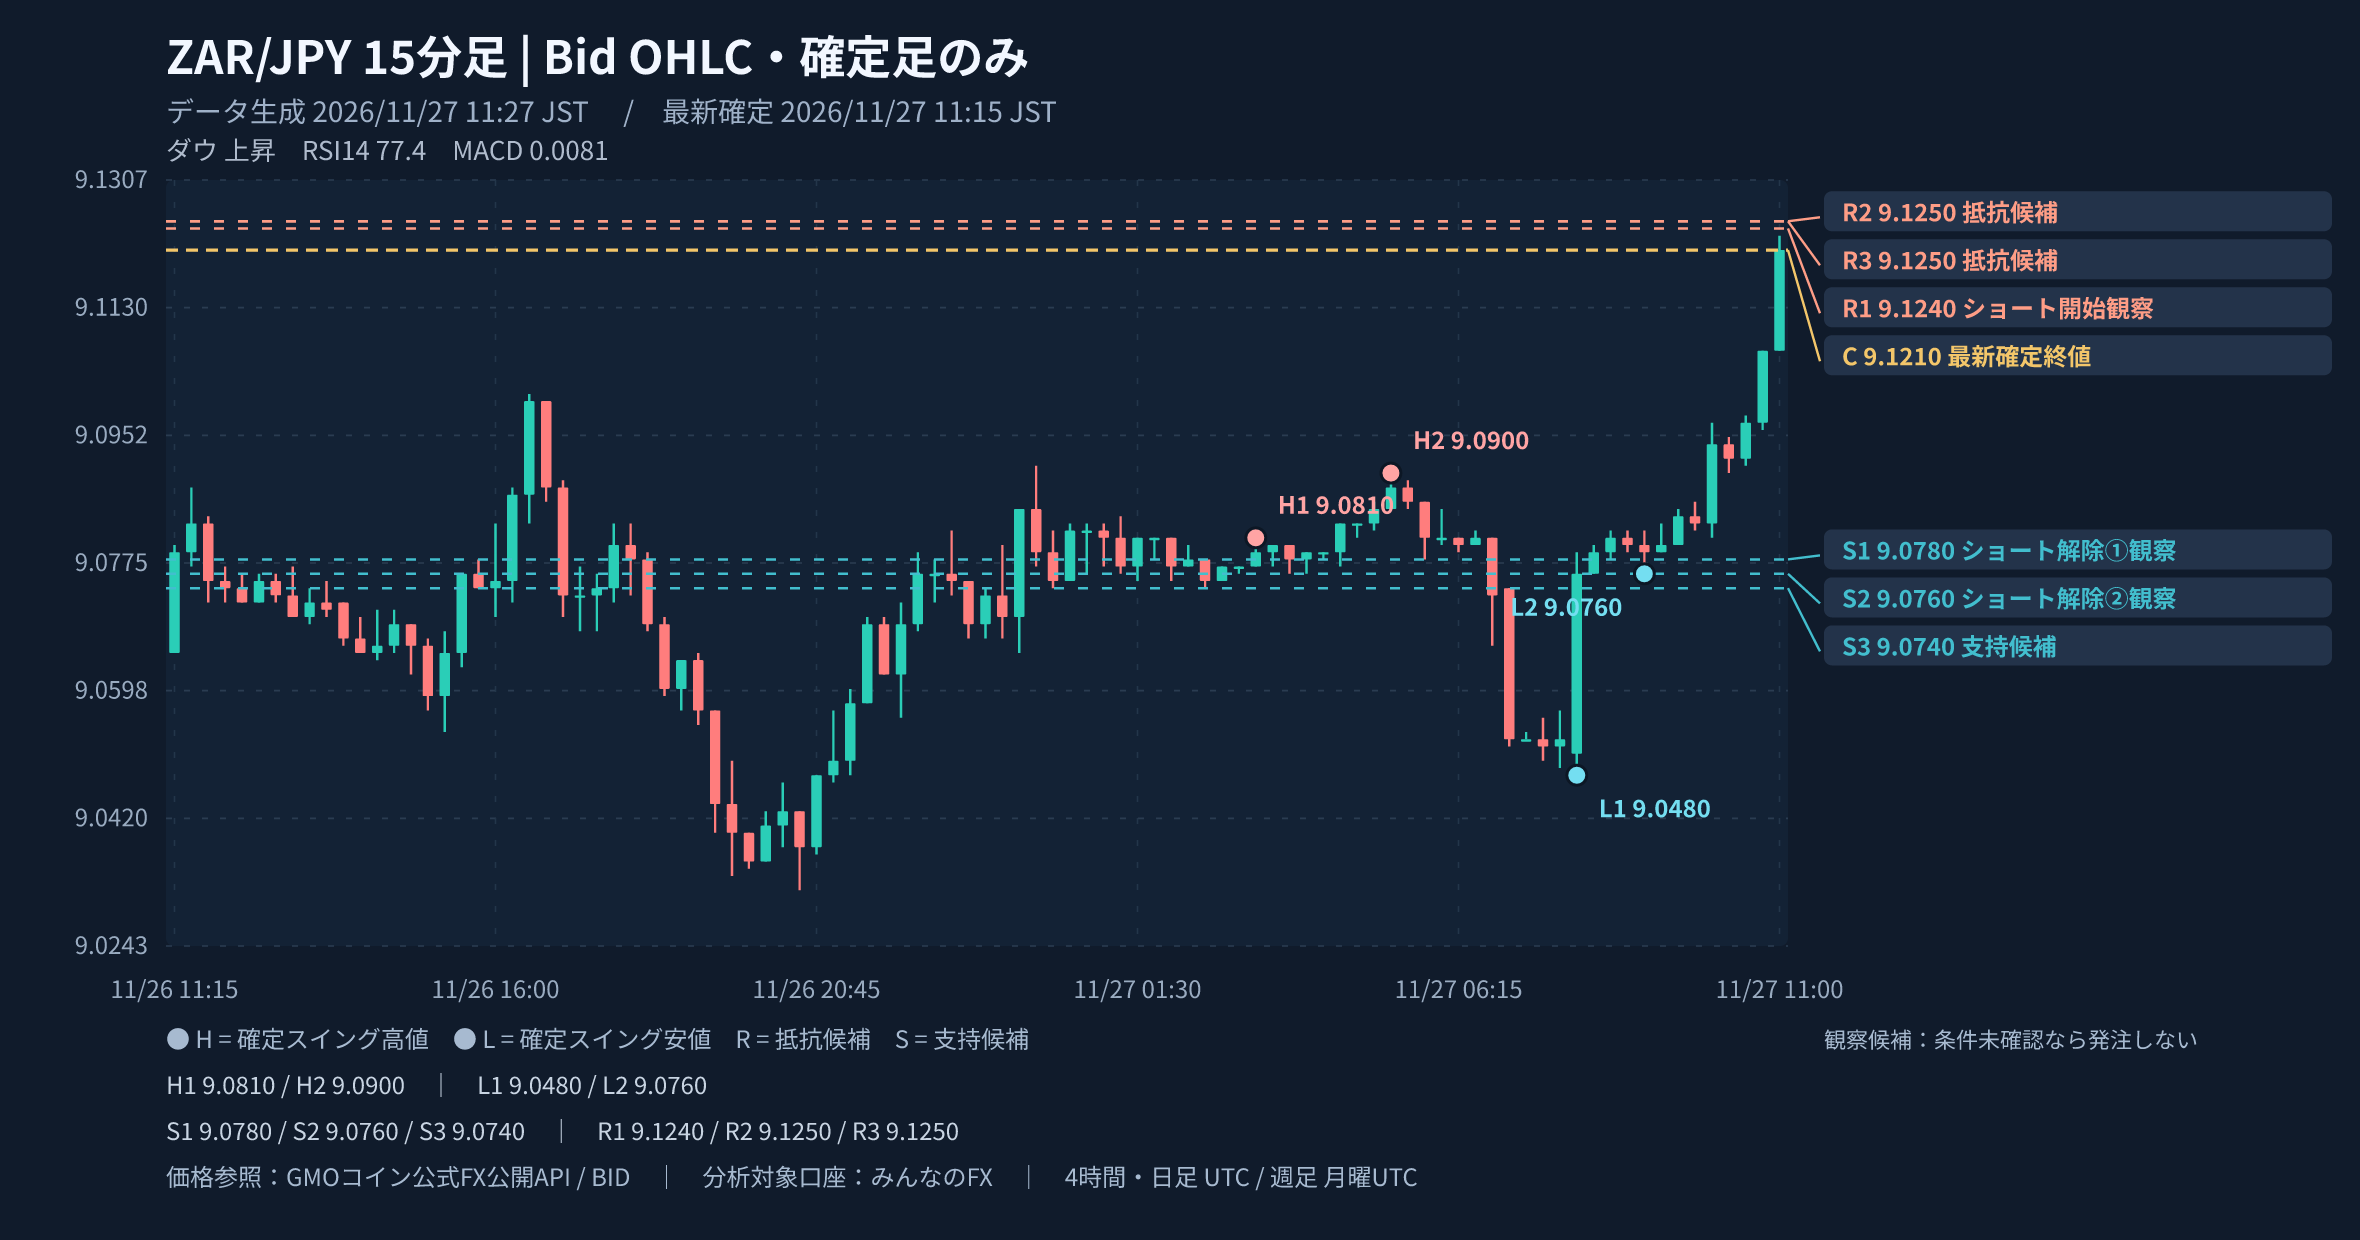 ZAR/JPY 15分足 | Bid OHLC・確定足のみ
データ生成 2026/11/27 11:27 JST / 最新確定 2026/11/27 11:15 JST
ダウ 上昇 RSI14 77.4 MACD 0.0081
9.1307
9.1130
9.0952
9.0775
9.0598
9.0420
9.0243
R2 9.1250 抵抗候補
R3 9.1250 抵抗候補
R1 9.1240 ショート開始観察
C 9.1210 最新確定終値
H2 9.0900
H1 9.0810
S1 9.0780 ショート解除①観察
S2 9.0760 ショート解除②観察
S3 9.0740 支持候補
L2 9.0760
L1 9.0480
11/26 11:15
11/26 16:00
11/26 20:45
11/27 01:30
11/27 06:15
11/27 11:00
H = 確定スイング高値 L = 確定スイング安値 R = 抵抗候補 S = 支持候補
観察候補：条件未確認なら発注しない
H1 9.0810 / H2 9.0900 ｜ L1 9.0480 / L2 9.0760
S1 9.0780 / S2 9.0760 / S3 9.0740 ｜ R1 9.1240 / R2 9.1250 / R3 9.1250
価格参照：GMOコイン公式FX公開API / BID ｜ 分析対象口座：みんなのFX ｜ 4時間・日足 UTC / 週足 月曜UTC